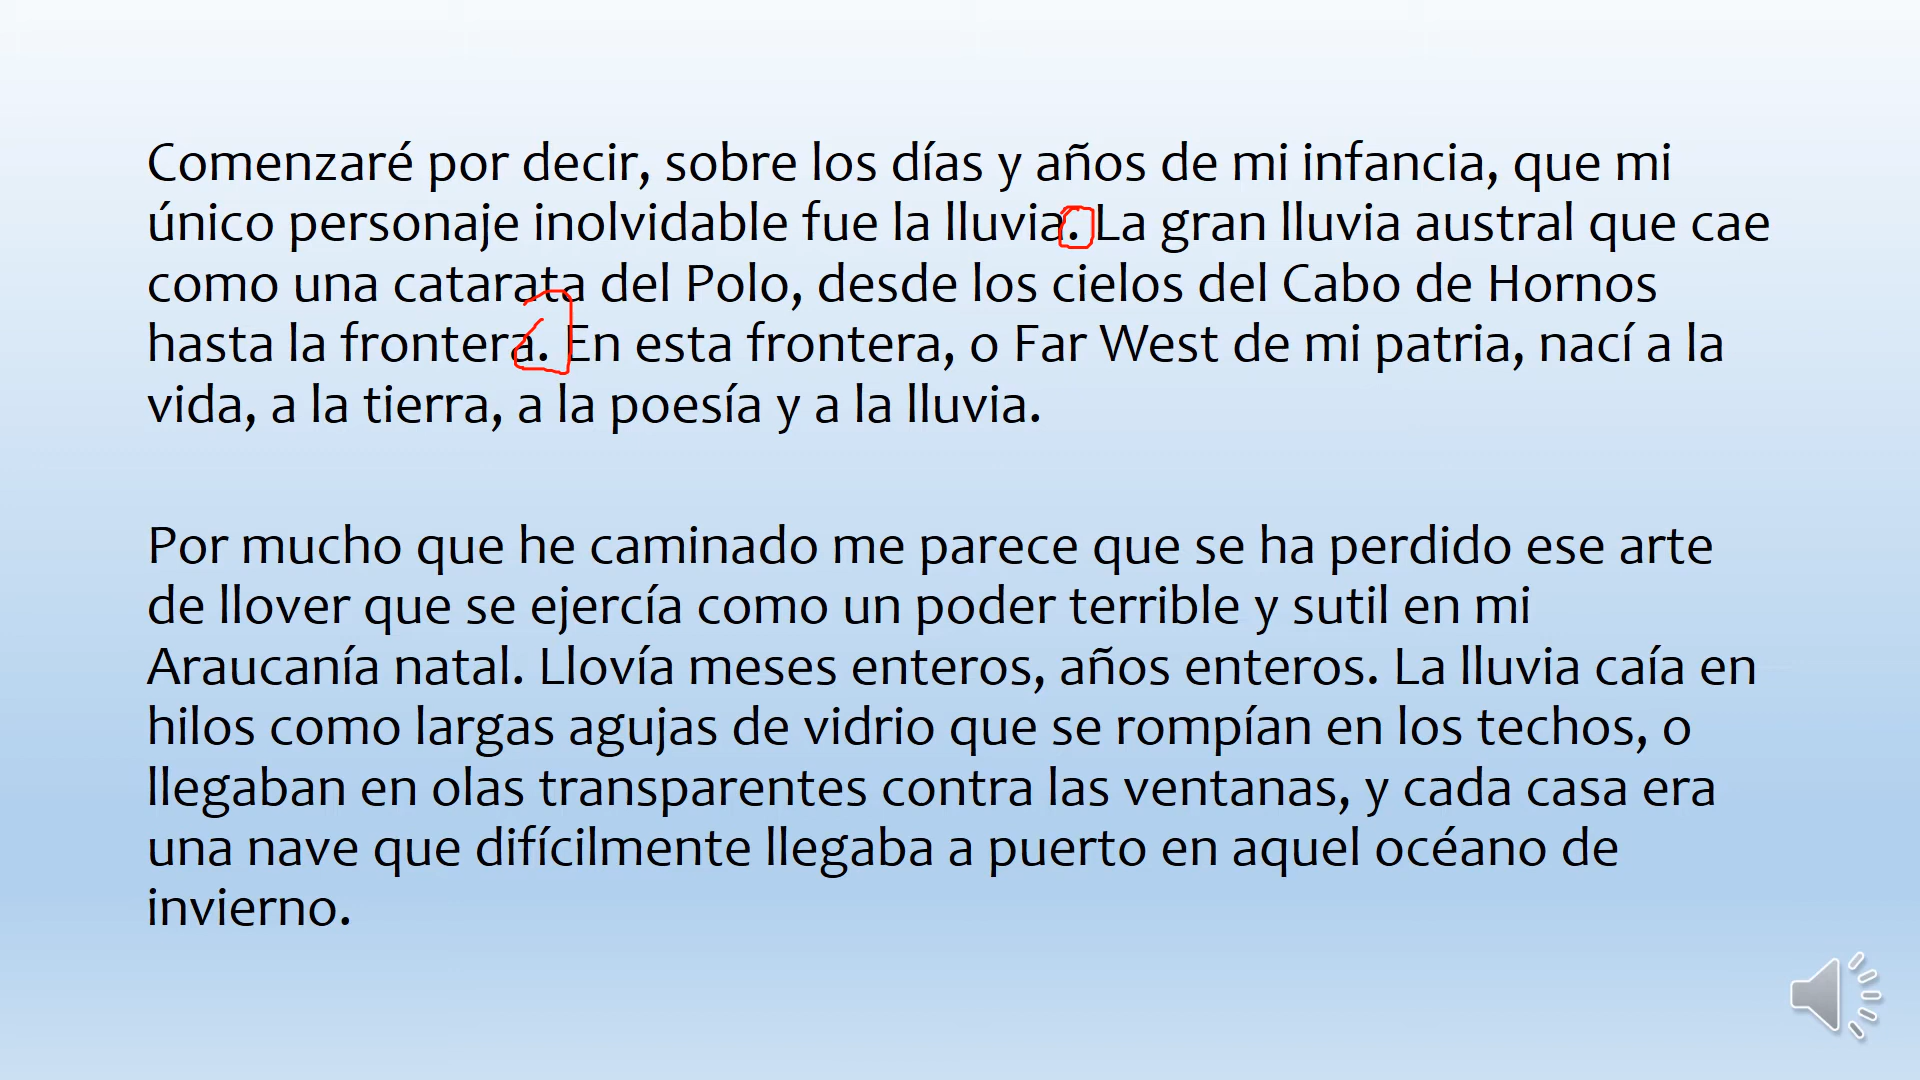 Comenzaré por decir, sobre los días y años de mi infancia, que mi
único personaje inolvidable fue la lluvia. La gran lluvia austral que cae
como una catarata del Polo, desde los cielos del Cabo de Hornos
hasta la frontera. En esta frontera, o Far West de mi patria, nací a la
vida, a la tierra, a la poesía y a la lluvia.
Por mucho que he caminado me parece que se ha perdido ese arte
de llover que se ejercía como un poder terrible y sutil en mi
Araucanía natal. Llovía meses enteros, años enteros. La lluvia caía en
hilos como largas agujas de vidrio que se rompían en los techos, o
llegaban en olas transparentes contra las ventanas, y cada casa era
una nave que difícilmente llegaba a puerto en aquel océano de
invierno.